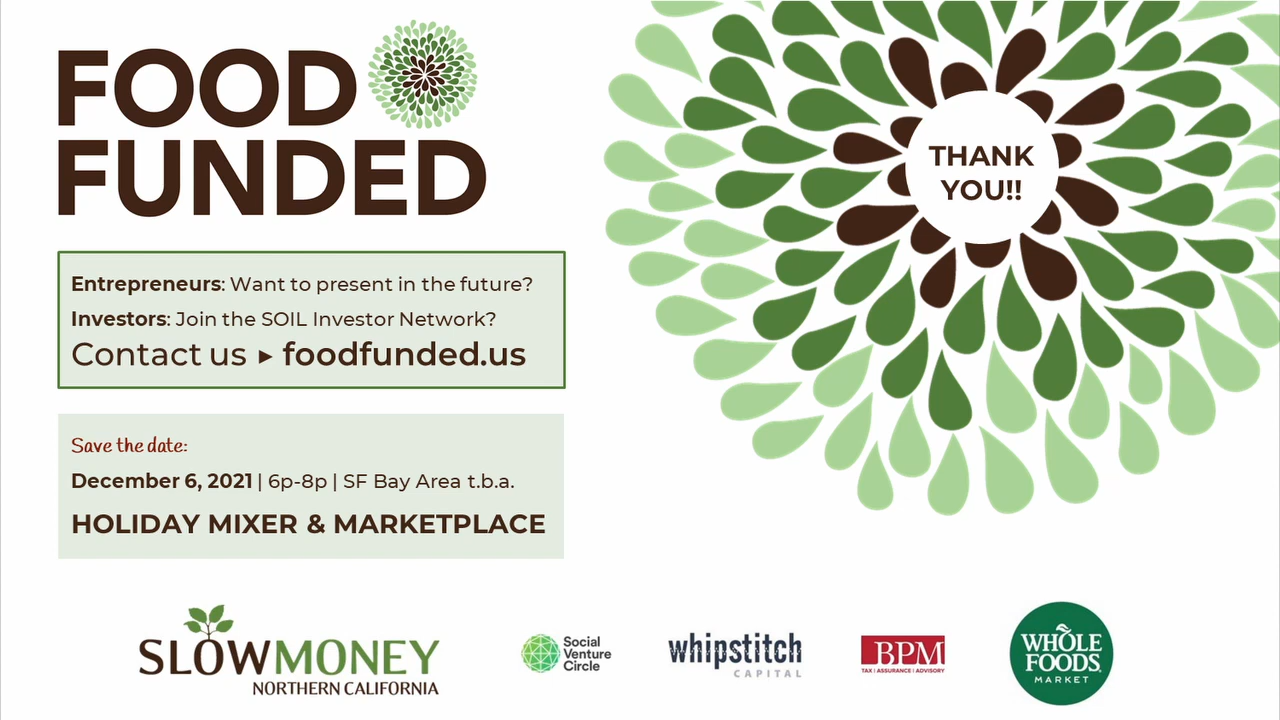 FOOD
FUNDED
THANK
YOU!!
Entrepreneurs: Want to present in the future?
Investors: Join the SOIL Investor Network?
Contact us ▸ foodfunded.us
Save the date:
December 6, 2021 | 6p-8p | SF Bay Area t.b.a.
HOLIDAY MIXER & MARKETPLACE
SLOWMONEY
NORTHERN CALIFORNIA
Social
Venture
Circle
whipstitch
CAPITAL
BPM
TAX | ASSURANCE | ADVISORY
WHOLE
FOODS
MARKET